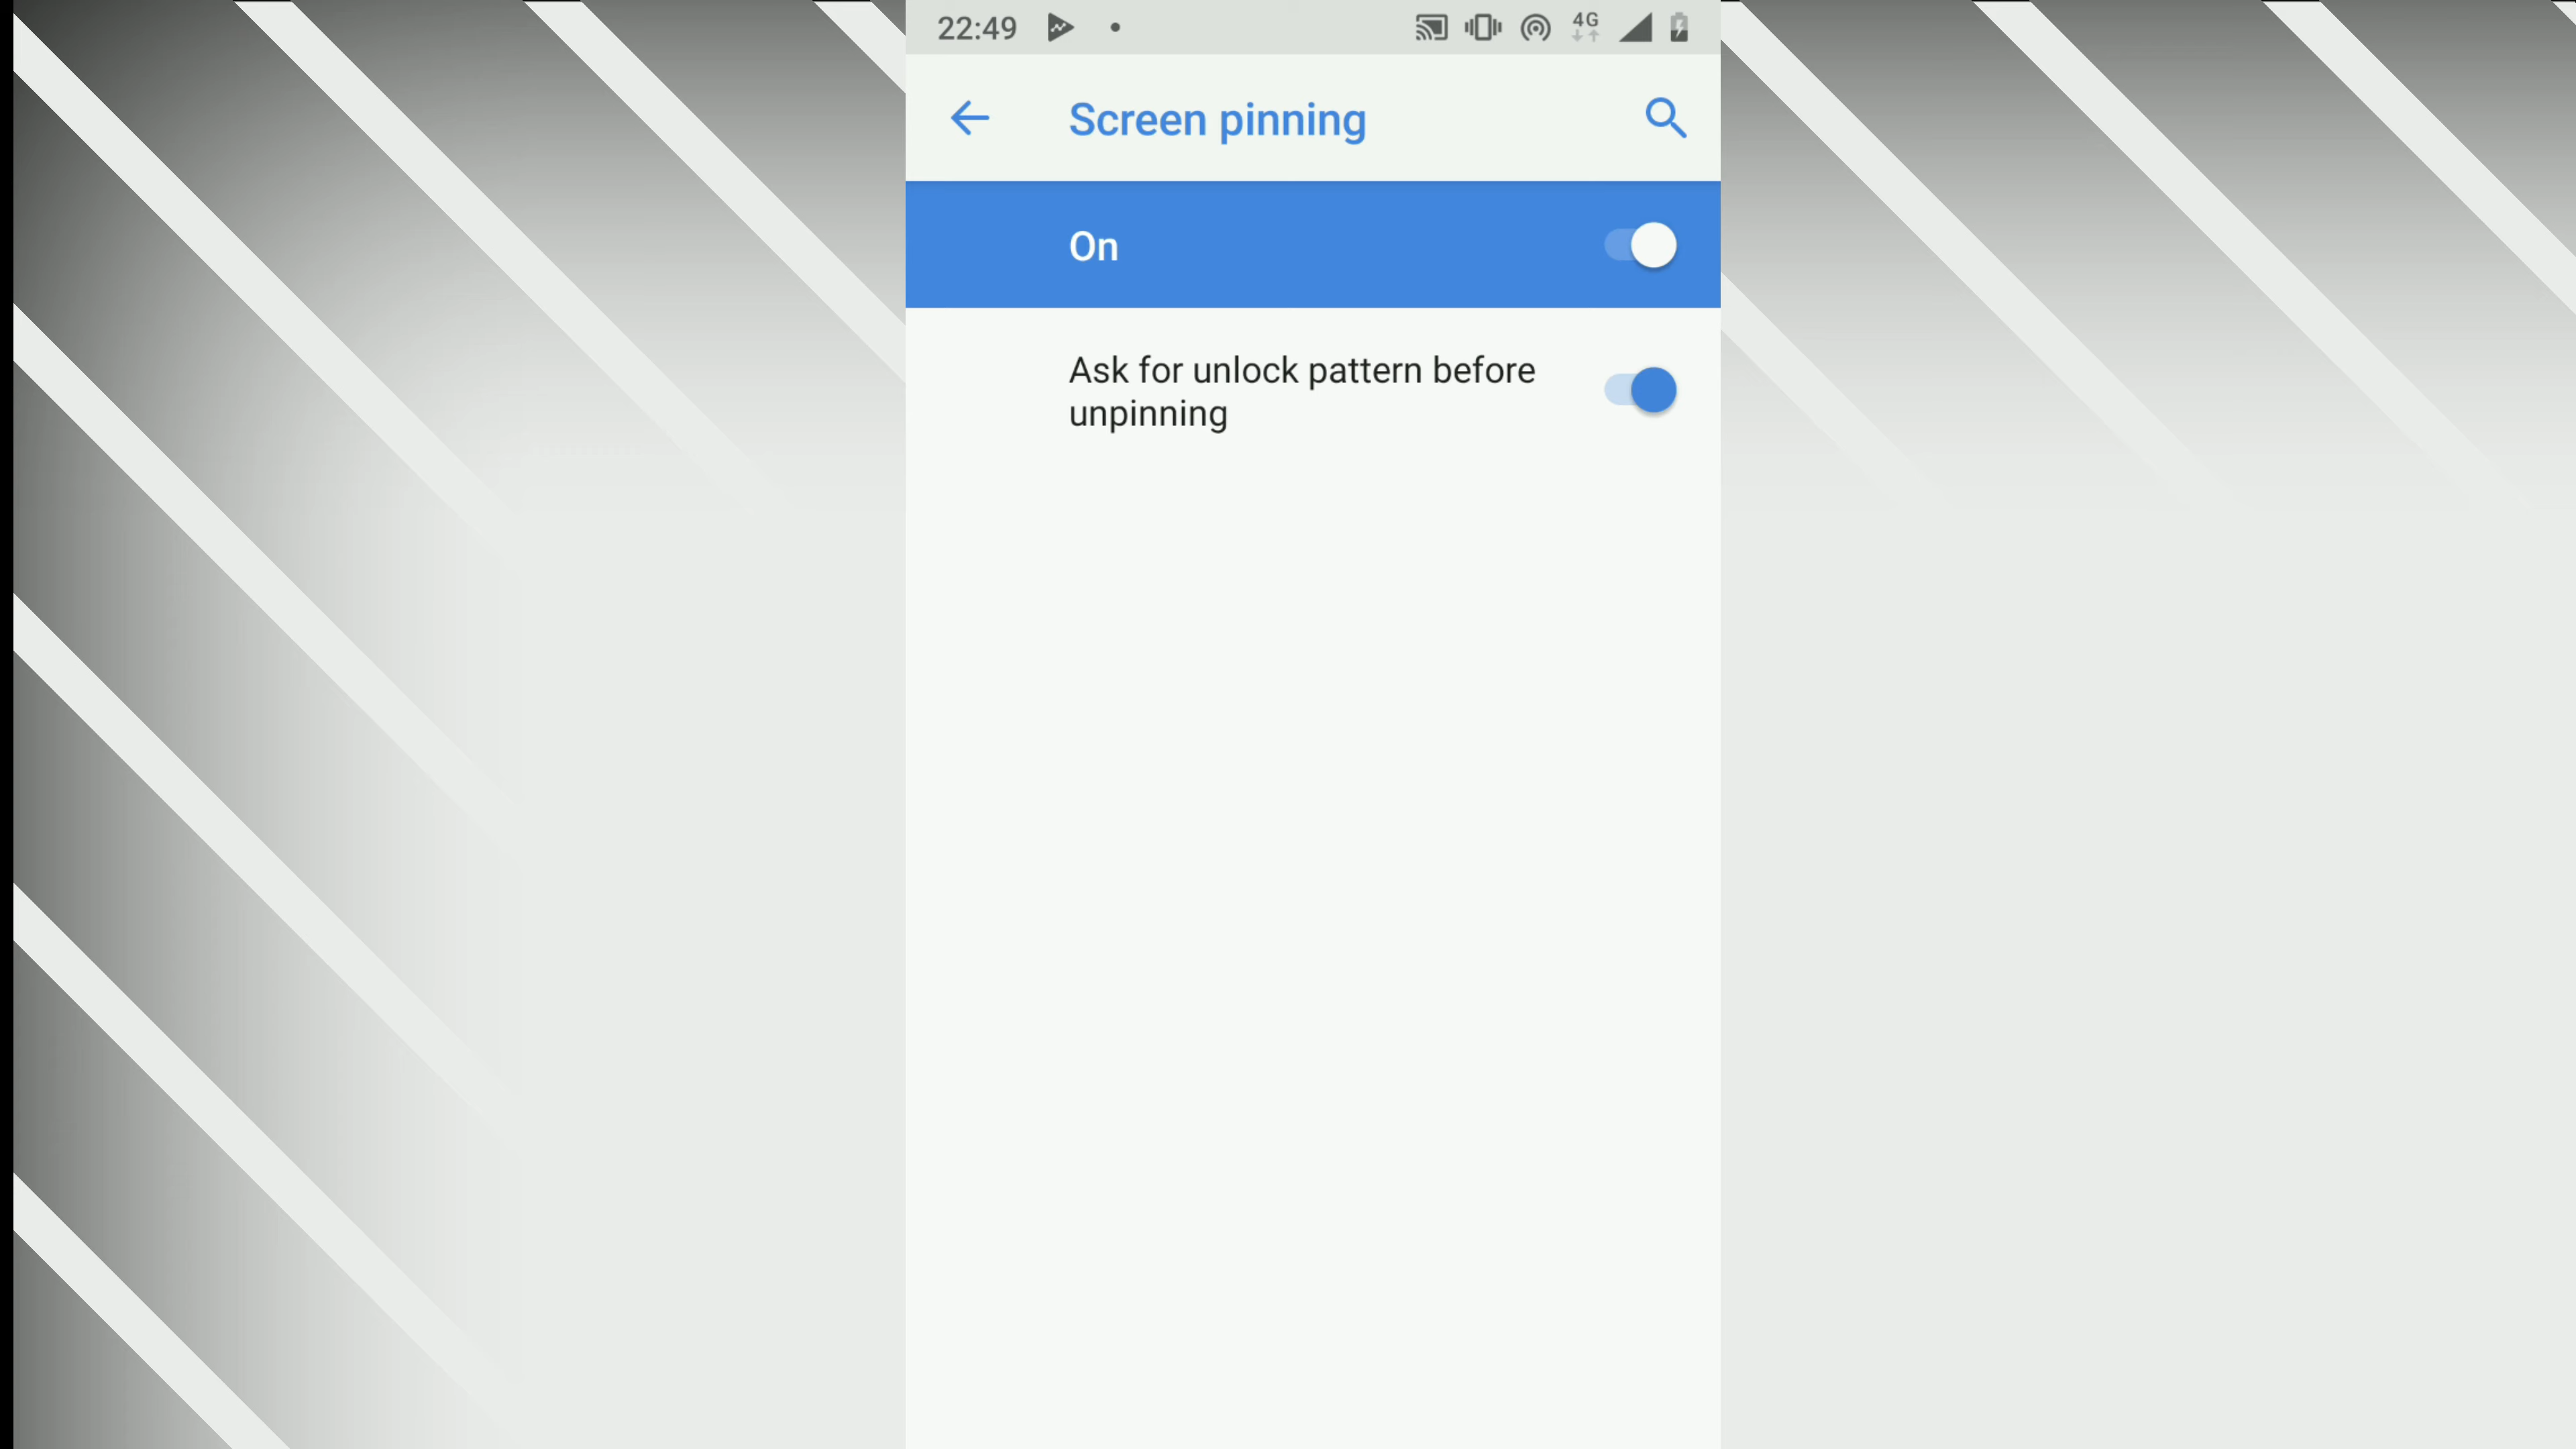 22:49
4G
Screen pinning
On
Ask for unlock pattern before
unpinning